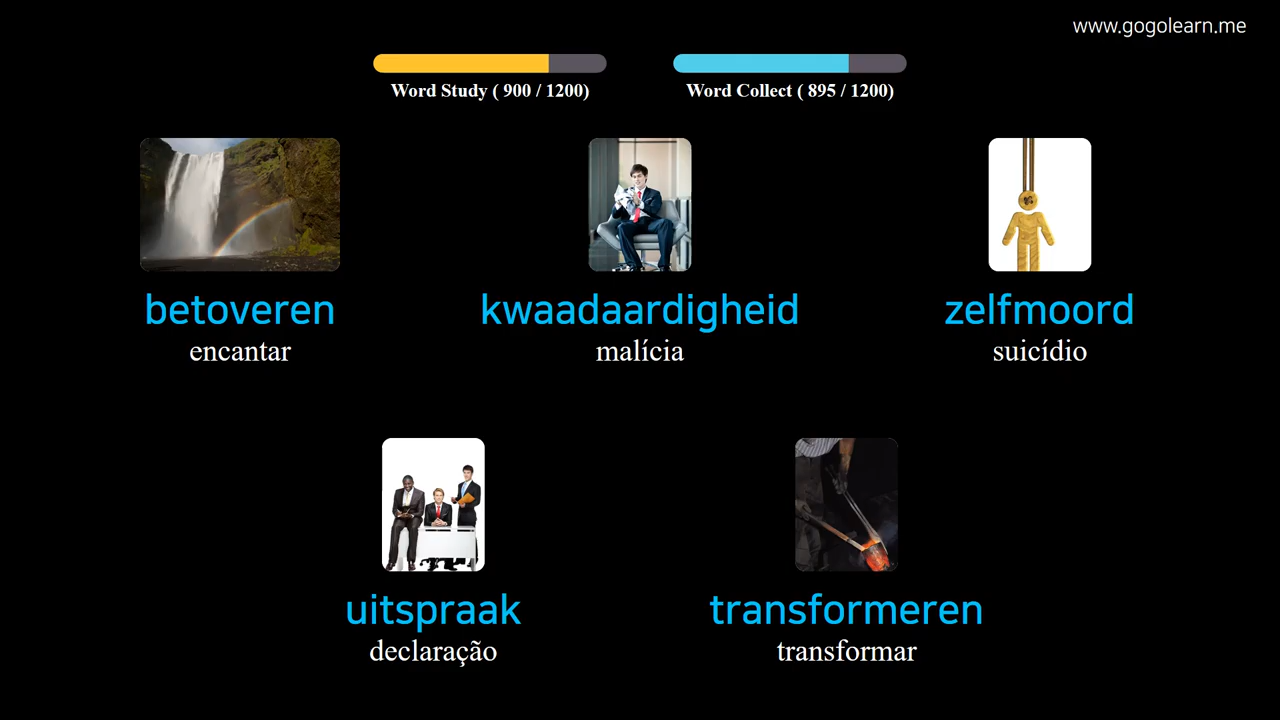 www.gogolearn.me
Word Study ( 900 / 1200)
Word Collect ( 895 / 1200)
betoveren
encantar
kwaadaardigheid
malícia
zelfmoord
suicídio
uitspraak
declaração
transformeren
transformar